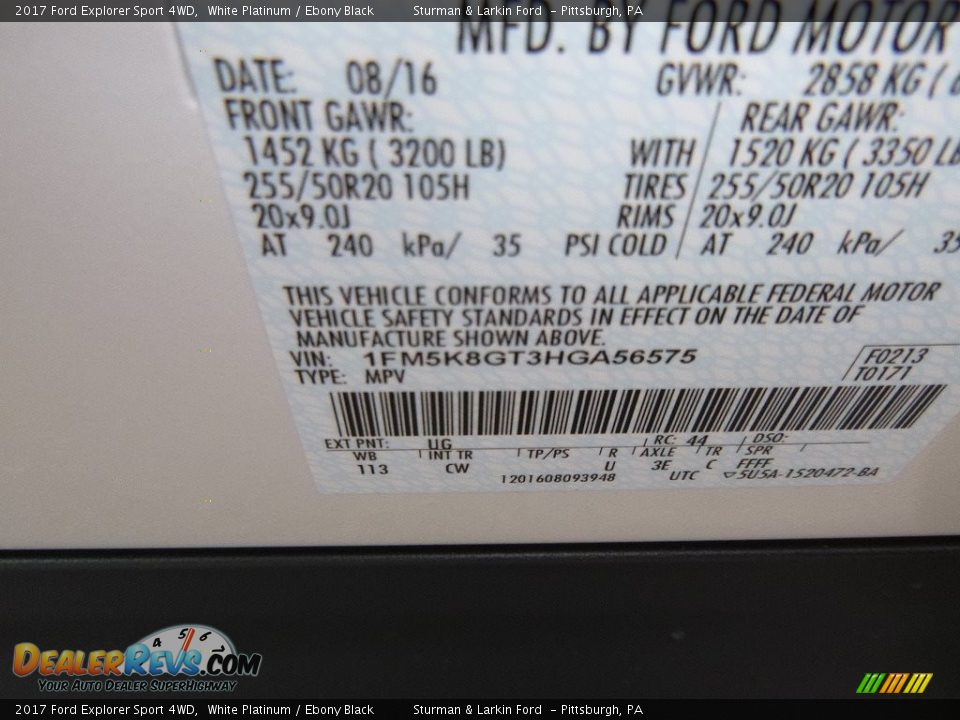 2017 Ford Explorer Sport 4WD,  White Platinum / Ebony Black  Sturman & Larkin Ford  - Pittsburgh, PA
MFD. BY FORD MOTOR
DATE: 08/16 GVWR: 2858 KG (
FRONT GAWR: REAR GAWR:
1452 KG ( 3200 LB) WITH 1520 KG ( 3350 LB
255/50R20 105H TIRES 255/50R20 105H
20x9.0J RIMS 20x9.0J
AT 240 kPa/ 35 PSI COLD AT 240 kPa/ 35
THIS VEHICLE CONFORMS TO ALL APPLICABLE FEDERAL MOTOR
VEHICLE SAFETY STANDARDS IN EFFECT ON THE DATE OF
MANUFACTURE SHOWN ABOVE.
VIN: 1FM5K8GT3HGA56575 F0213
TYPE: MPV T0171
EXT PNT: UG RC: 44 DSO:
WB INT TR TP/PS R AXLE TR SPR
113 CW U 3E C FFFF
1201608093948 UTC ▽5U5A-1520472-BA
4 5 6
DEALERREVS.COM
YOUR AUTO DEALER SUPERHIGHWAY
2017 Ford Explorer Sport 4WD,  White Platinum / Ebony Black  Sturman & Larkin Ford  - Pittsburgh, PA